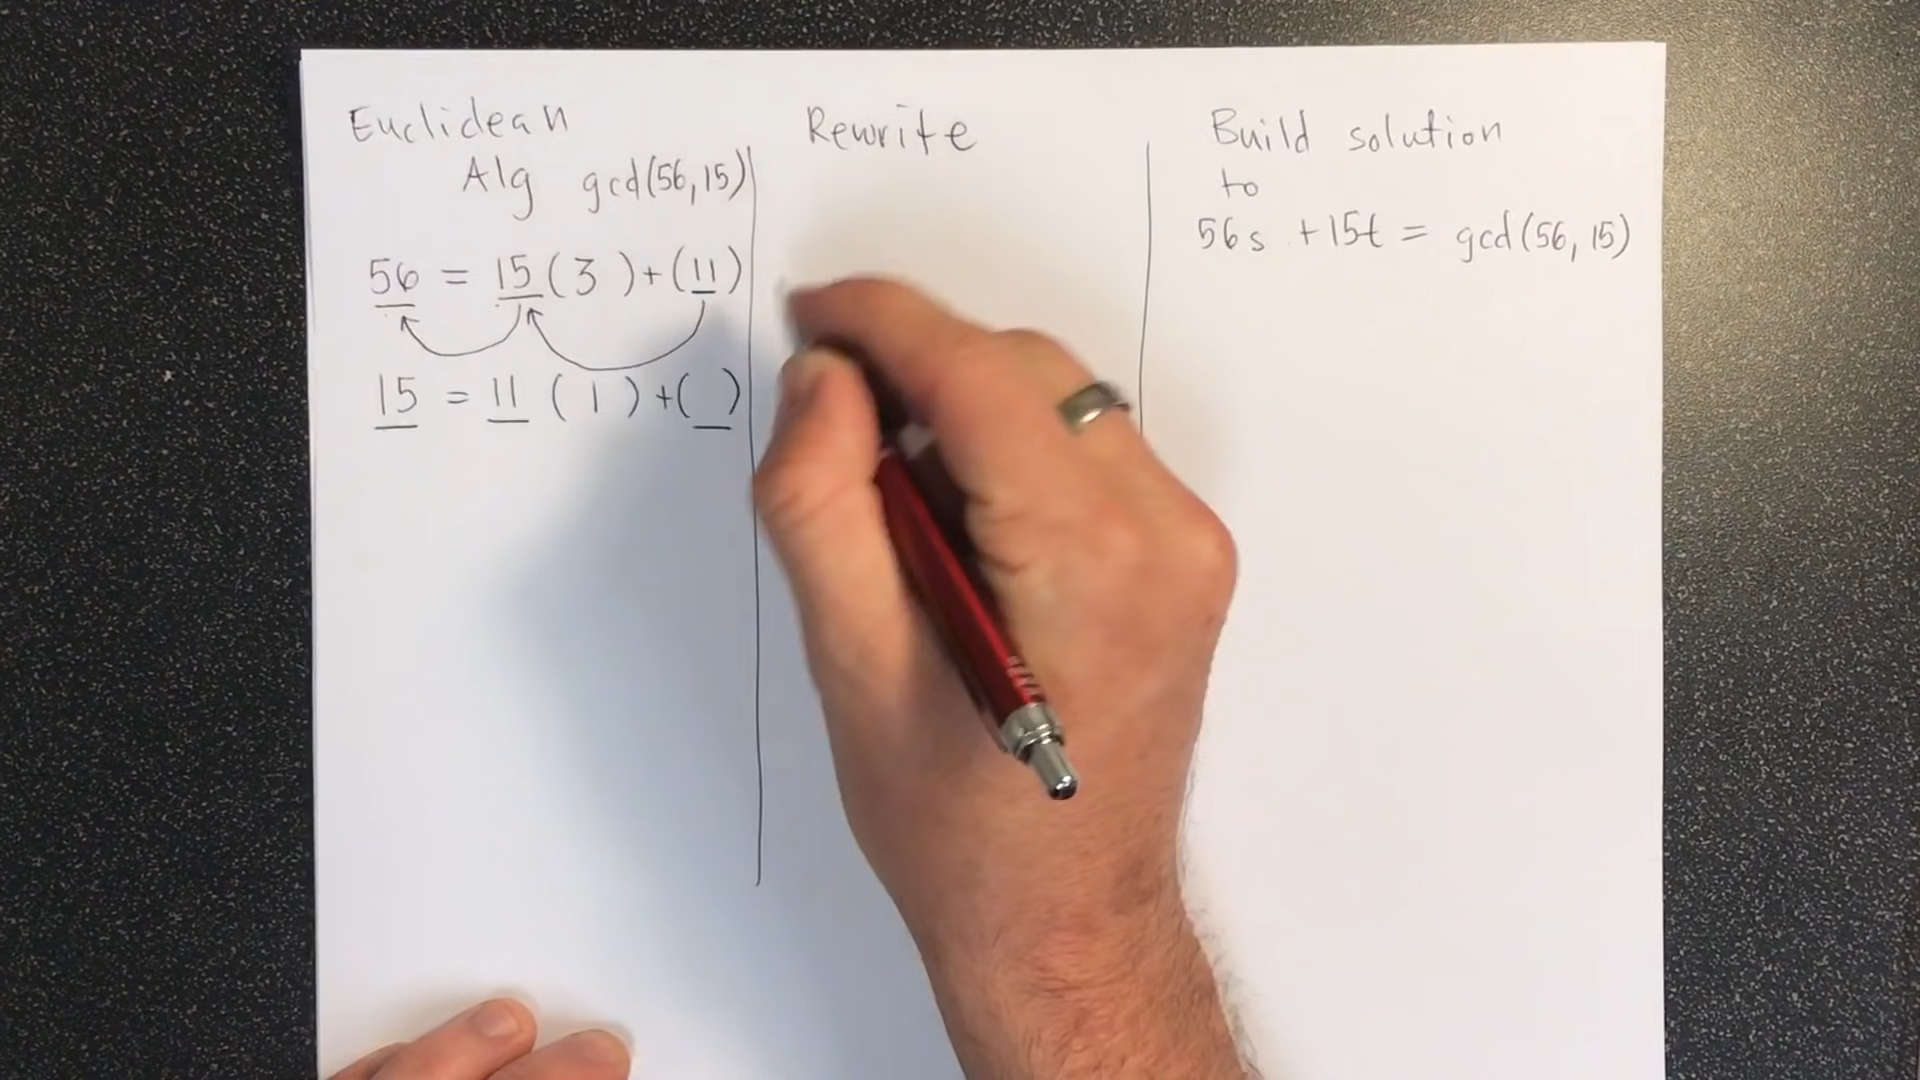 Euclidean
Alg gcd(56,15)
56 = 15(3)+(11)
15 = 11 (1)+( )
Rewrite
Build solution
to
56s +15t = gcd(56,15)